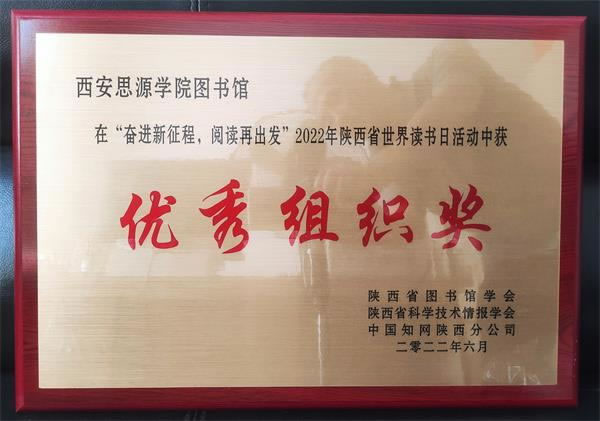 西安思源学院图书馆
在“奋进新征程，阅读再出发”2022年陕西省世界读书日活动中获
优秀组织奖
陕西省图书馆学会
陕西省科学技术情报学会
中国知网陕西分公司
二零二二年六月